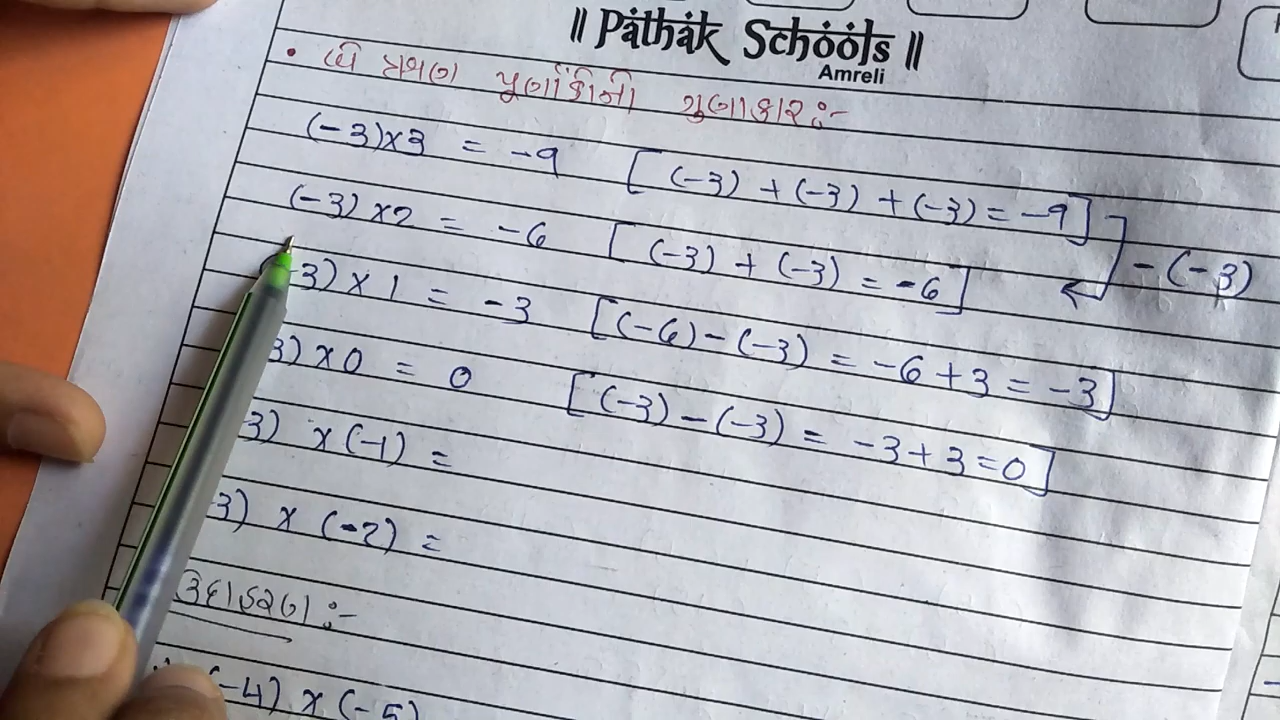 ॥ Pathak Schools ॥
Amreli
• બે ઋણ પૂર્ણાંકોનો ગુણાકાર :-
(-3)×3 = -9 [(-3) + (-3) + (-3) = -9]
(-3) ×2 = -6 [(-3) + (-3) = -6] - (-3)
-3) × 1 = -3 [(-6) - (-3) = -6 + 3 = -3]
3) ×0 = 0 [(-3) - (-3) = -3 + 3 = 0]
3) × (-1) =
3) × (-2) =
ઉદાહરણ :-
(-4) × (-5)